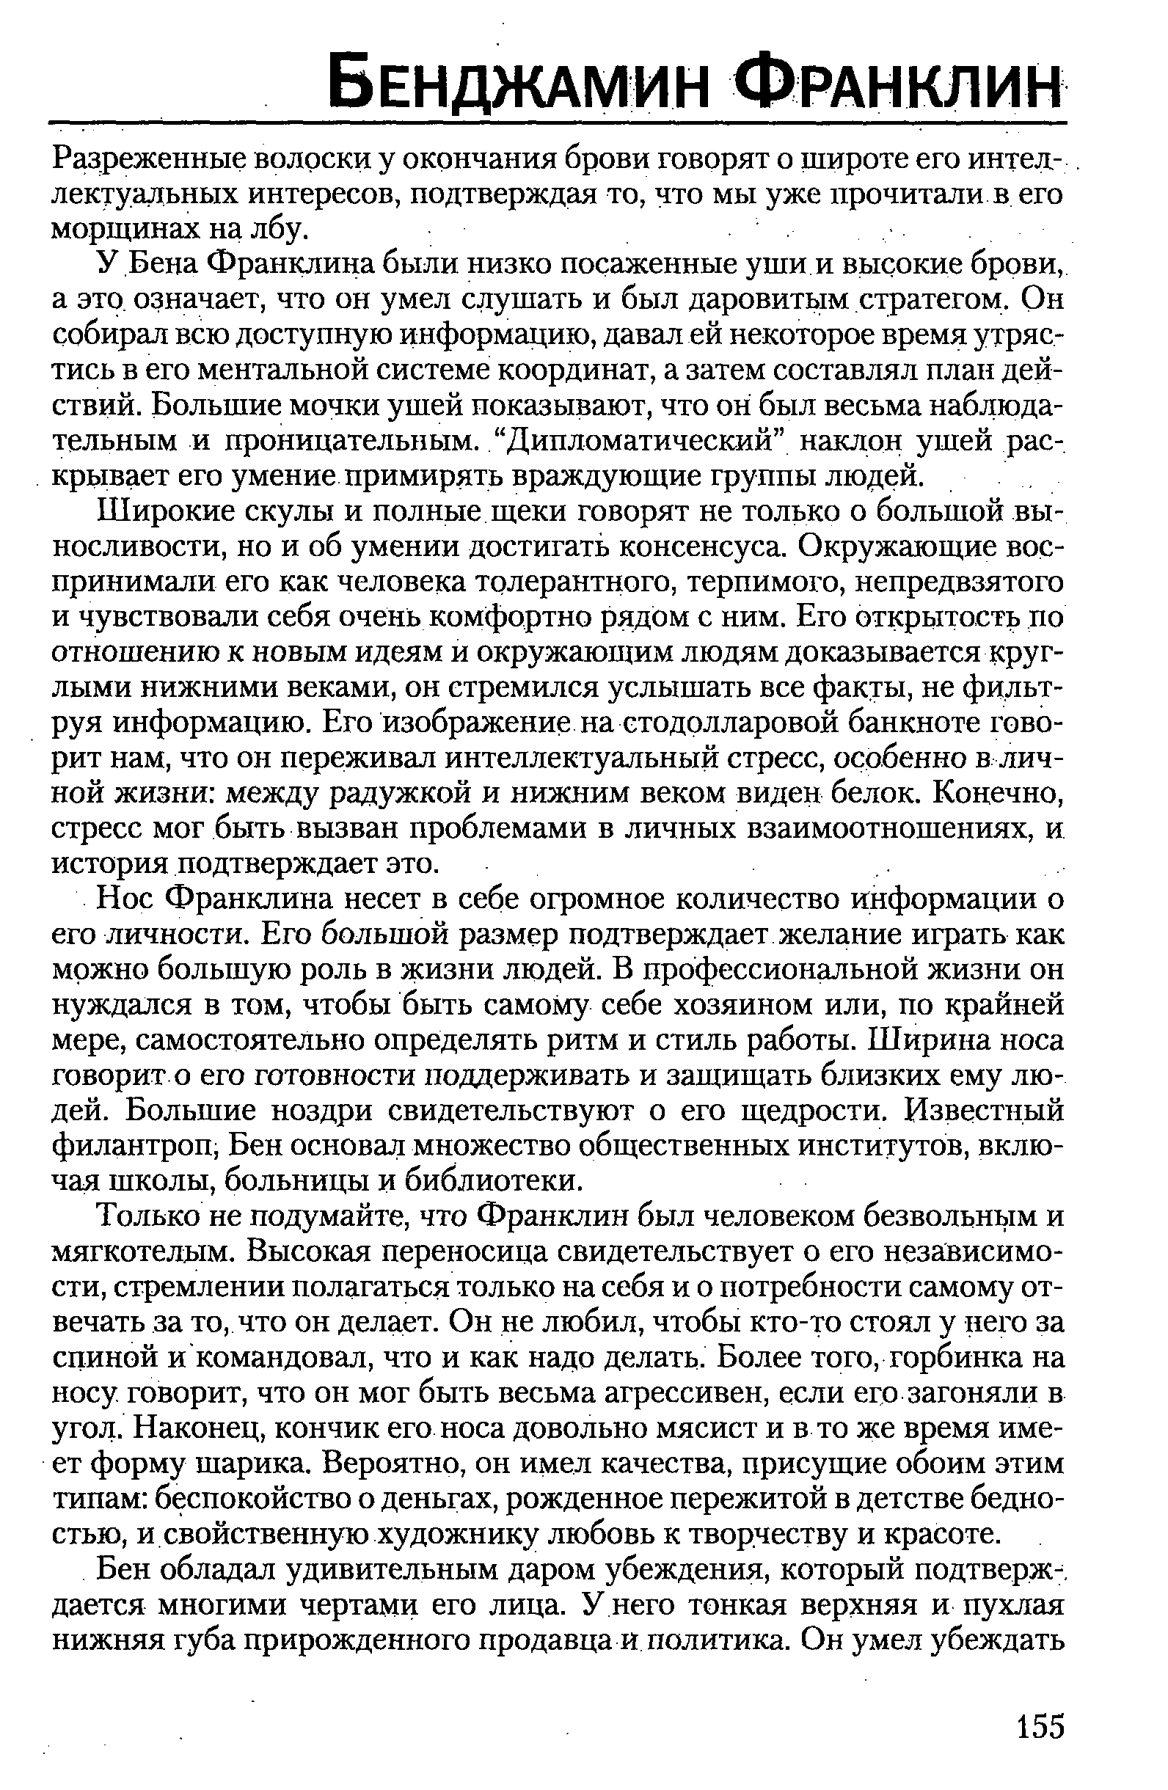 БЕНДЖАМИН ФРАНКЛИН
Разреженные волоски у окончания брови говорят о широте его интел-
лектуальных интересов, подтверждая то, что мы уже прочитали в его
морщинах на лбу.
У Бена Франклина были низко посаженные уши и высокие брови,
а это означает, что он умел слушать и был даровитым стратегом. Он
собирал всю доступную информацию, давал ей некоторое время утряс-
тись в его ментальной системе координат, а затем составлял план дей-
ствий. Большие мочки ушей показывают, что он был весьма наблюда-
тельным и проницательным. “Дипломатический” наклон ушей рас-
крывает его умение примирять враждующие группы людей.
Широкие скулы и полные щеки говорят не только о большой вы-
носливости, но и об умении достигать консенсуса. Окружающие вос-
принимали его как человека толерантного, терпимого, непредвзятого
и чувствовали себя очень комфортно рядом с ним. Его открытость по
отношению к новым идеям и окружающим людям доказывается круг-
лыми нижними веками, он стремился услышать все факты, не фильт-
руя информацию. Его изображение на стодолларовой банкноте гово-
рит нам, что он переживал интеллектуальный стресс, особенно в лич-
ной жизни: между радужкой и нижним веком виден белок. Конечно,
стресс мог быть вызван проблемами в личных взаимоотношениях, и
история подтверждает это.
Нос Франклина несет в себе огромное количество информации о
его личности. Его большой размер подтверждает желание играть как
можно большую роль в жизни людей. В профессиональной жизни он
нуждался в том, чтобы быть самому себе хозяином или, по крайней
мере, самостоятельно определять ритм и стиль работы. Ширина носа
говорит о его готовности поддерживать и защищать близких ему лю-
дей. Большие ноздри свидетельствуют о его щедрости. Известный
филантроп, Бен основал множество общественных институтов, вклю-
чая школы, больницы и библиотеки.
Только не подумайте, что Франклин был человеком безвольным и
мягкотелым. Высокая переносица свидетельствует о его независимо-
сти, стремлении полагаться только на себя и о потребности самому от-
вечать за то, что он делает. Он не любил, чтобы кто-то стоял у него за
спиной и командовал, что и как надо делать. Более того, горбинка на
носу говорит, что он мог быть весьма агрессивен, если его загоняли в
угол. Наконец, кончик его носа довольно мясист и в то же время име-
ет форму шарика. Вероятно, он имел качества, присущие обоим этим
типам: беспокойство о деньгах, рожденное пережитой в детстве бедно-
стью, и свойственную художнику любовь к творчеству и красоте.
Бен обладал удивительным даром убеждения, который подтверж-
дается многими чертами его лица. У него тонкая верхняя и пухлая
нижняя губа прирожденного продавца и политика. Он умел убеждать
155